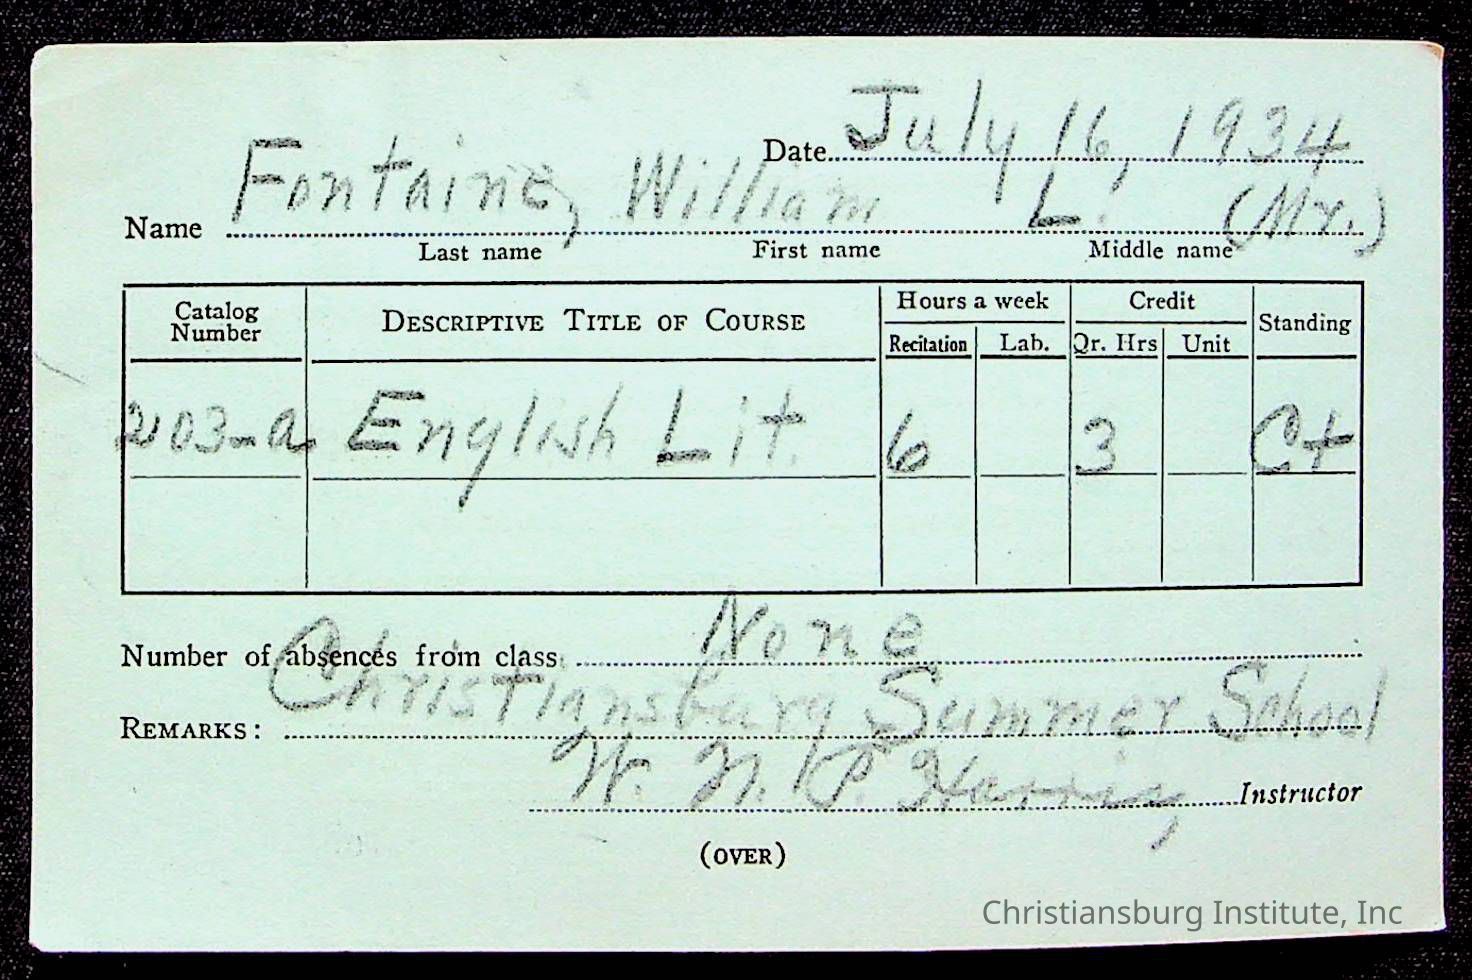 Date July 16, 1934
Name Fontaine, William L. (Mr.)
Last name First name Middle name
Catalog Number DESCRIPTIVE TITLE OF COURSE Hours a week Credit Standing
Recitation Lab. Qr. Hrs Unit
203-a English Lit. 6 3 C+
Number of absences from class None
REMARKS: Christiansburg Summer School
W. N. P. Harris, Instructor
(OVER)
Christiansburg Institute, Inc